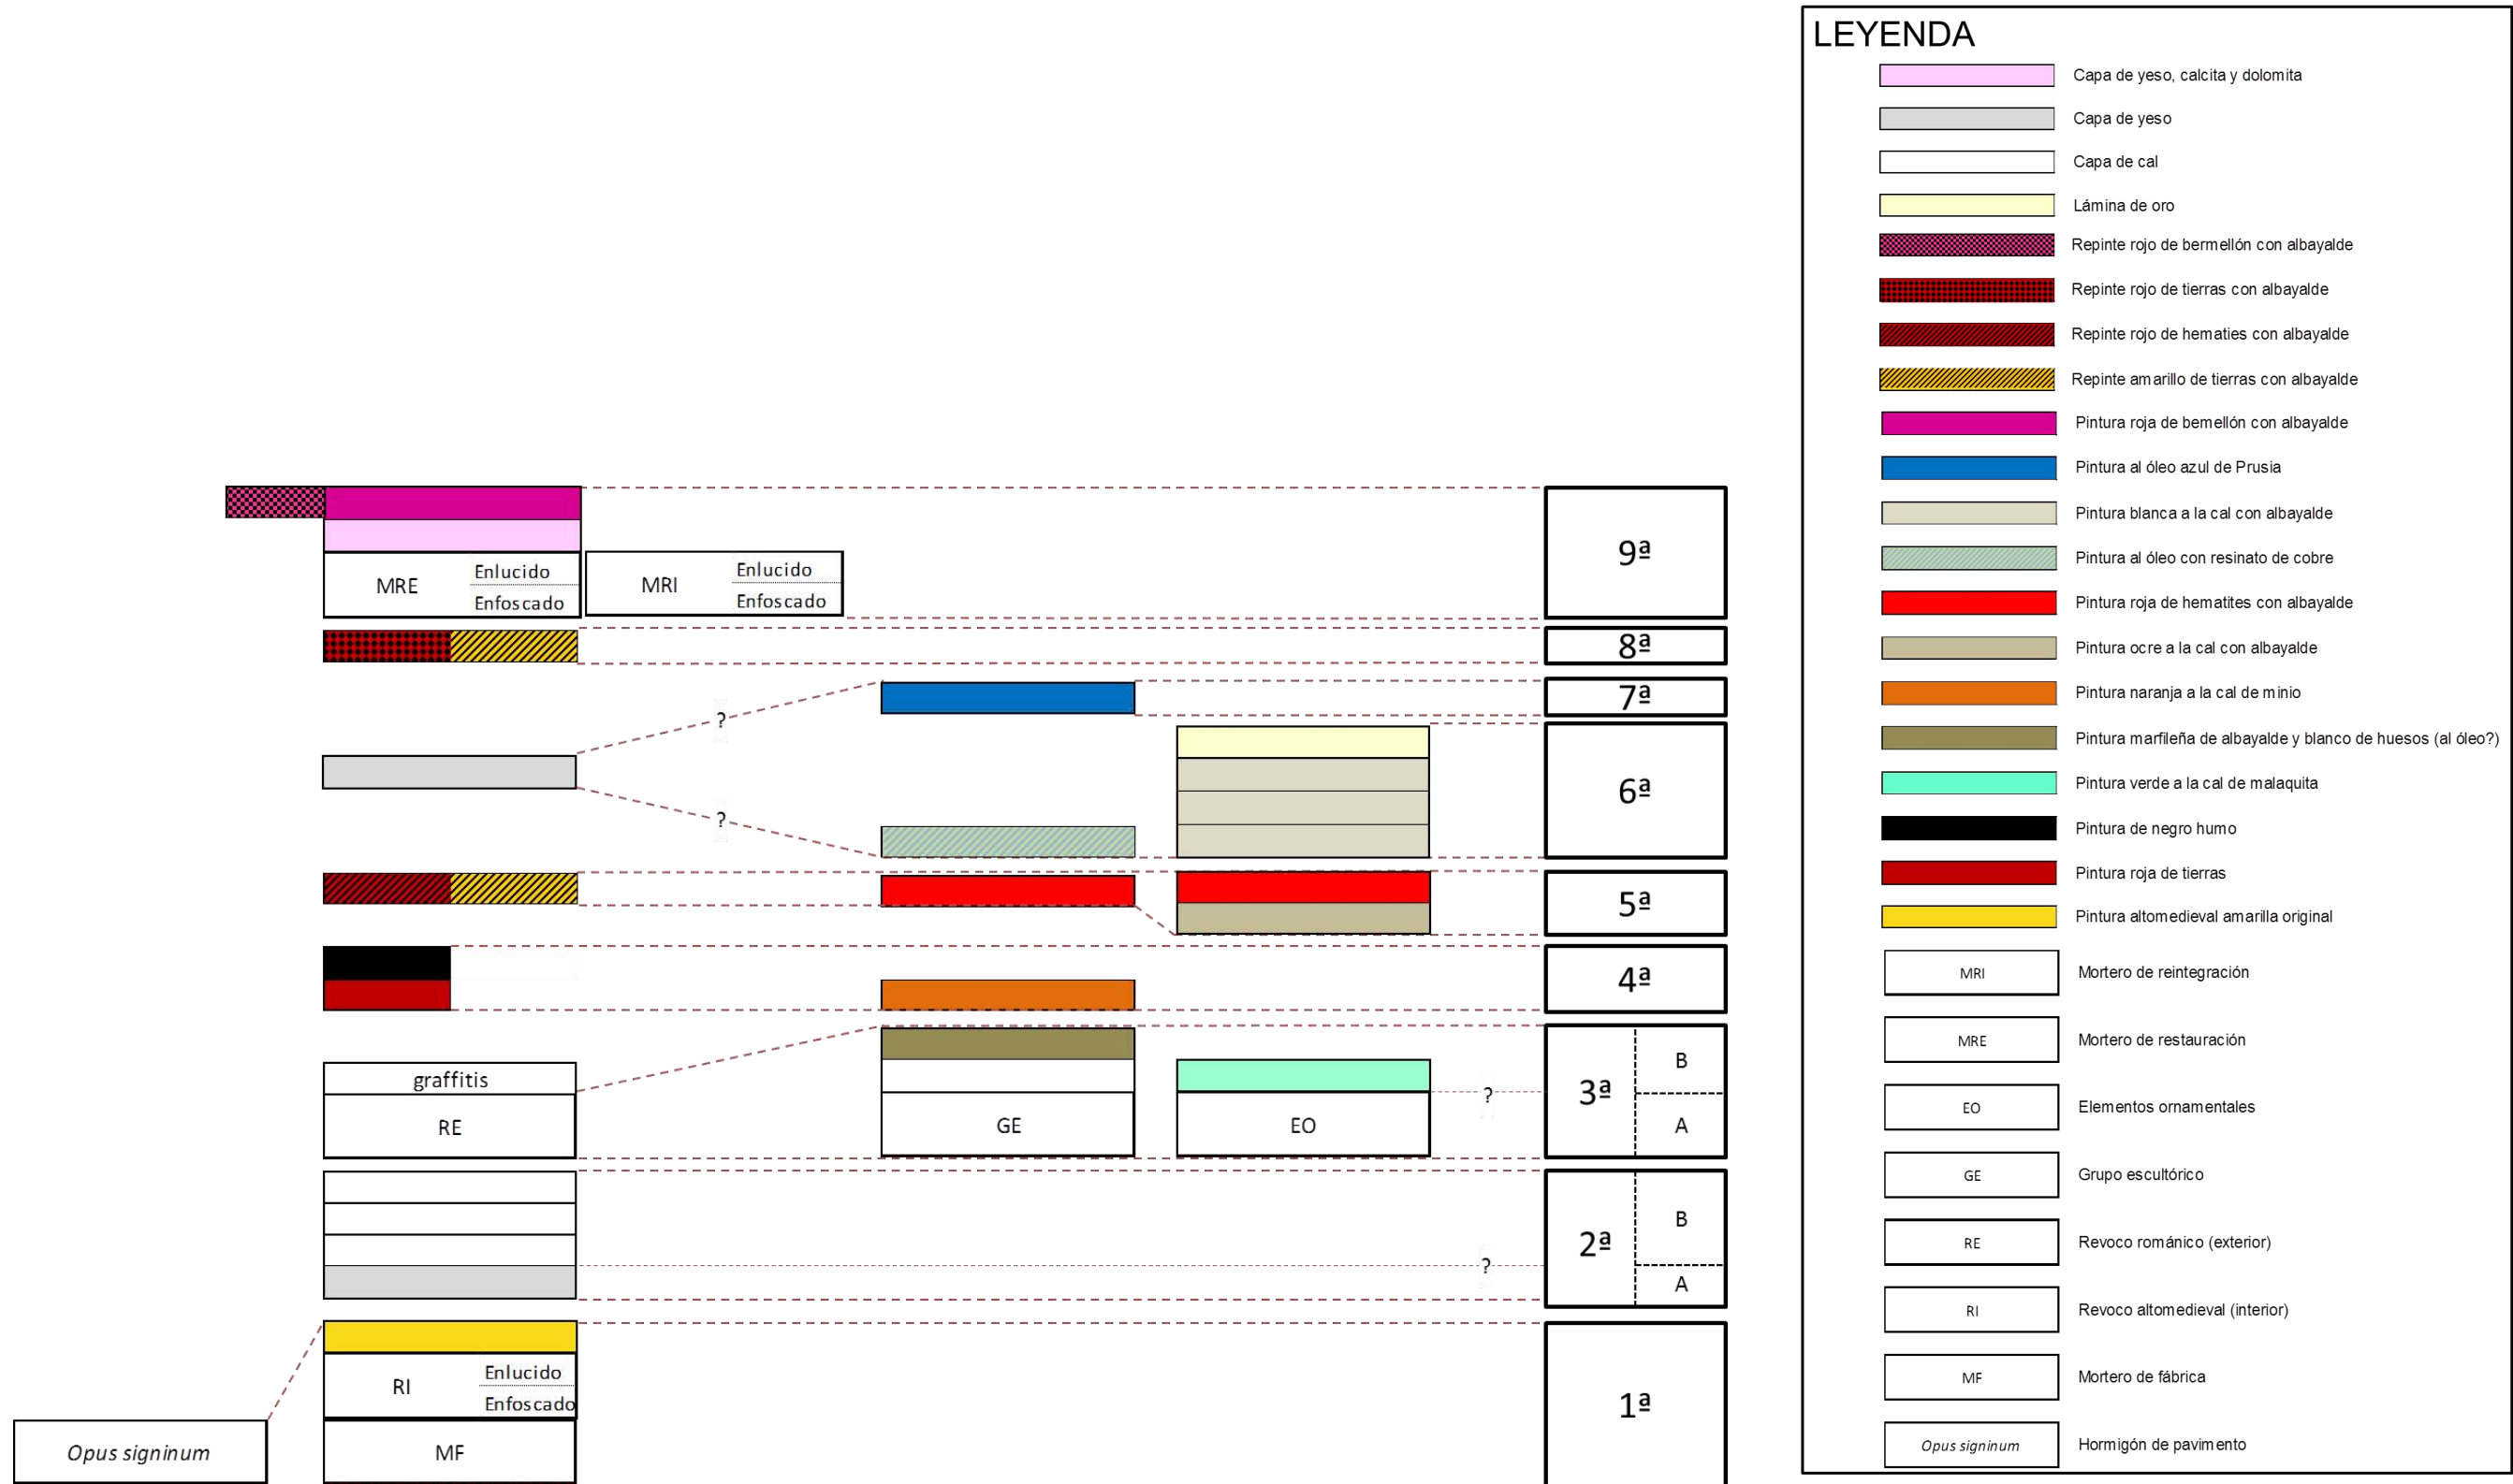 LEYENDA
Capa de yeso, calcita y dolomita
Capa de yeso
Capa de cal
Lámina de oro
Repinte rojo de bermellón con albayalde
Repinte rojo de tierras con albayalde
Repinte rojo de hematies con albayalde
Repinte amarillo de tierras con albayalde
Pintura roja de bemellón con albayalde
Pintura al óleo azul de Prusia
Pintura blanca a la cal con albayalde
Pintura al óleo con resinato de cobre
Pintura roja de hematites con albayalde
Pintura ocre a la cal con albayalde
Pintura naranja a la cal de minio
Pintura marfileña de albayalde y blanco de huesos (al óleo?)
Pintura verde a la cal de malaquita
Pintura de negro humo
Pintura roja de tierras
Pintura altomedieval amarilla original
MRI Mortero de reintegración
MRE Mortero de restauración
EO Elementos ornamentales
GE Grupo escultórico
RE Revoco románico (exterior)
RI Revoco altomedieval (interior)
MF Mortero de fábrica
Opus signinum Hormigón de pavimento
MRE
Enlucido
Enfoscado
MRI
Enlucido
Enfoscado
9ª
8ª
?
7ª
?
6ª
5ª
4ª
graffitis
RE
GE
EO
?
3ª
B
A
?
2ª
B
A
RI
Enlucido
Enfoscado
1ª
Opus signinum
MF